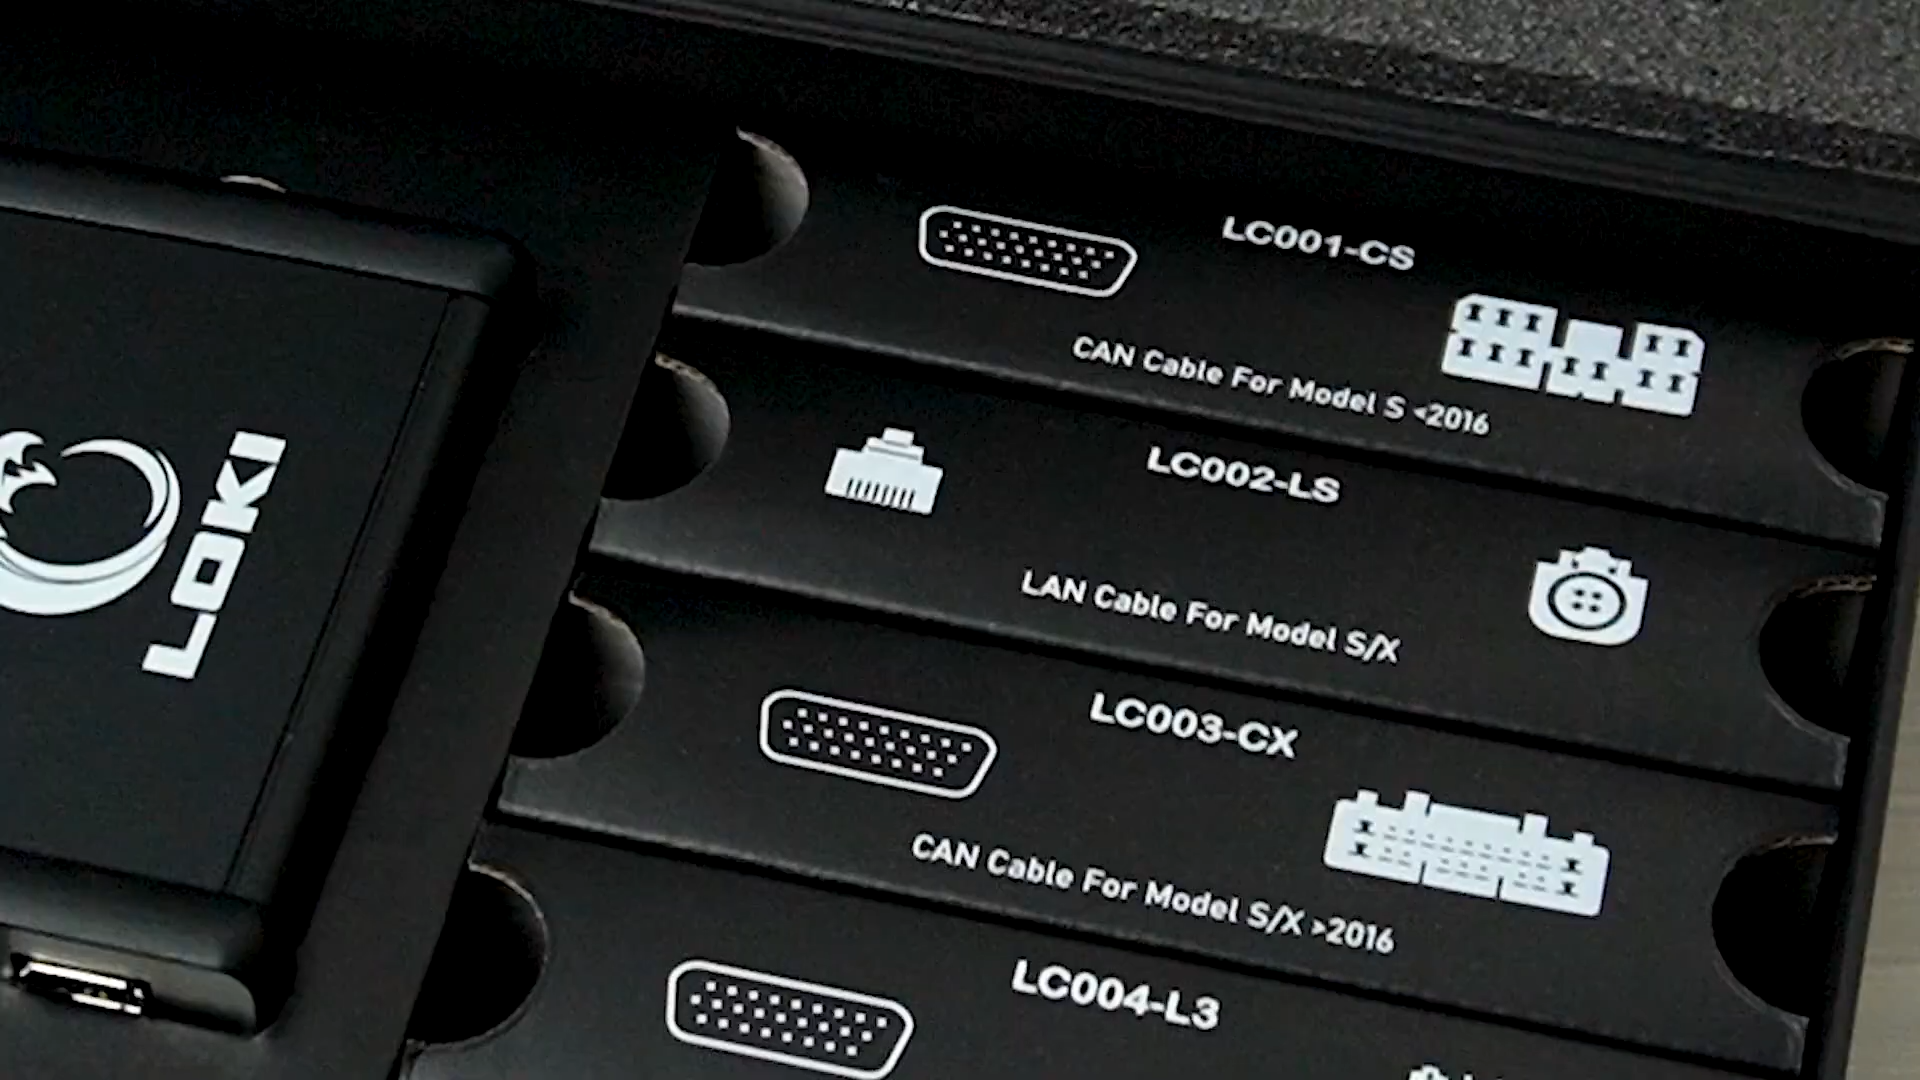 LOKI
LC001-CS
CAN Cable For Model S <2016
LC002-LS
LAN Cable For Model S/X
LC003-CX
CAN Cable For Model S/X >2016
LC004-L3